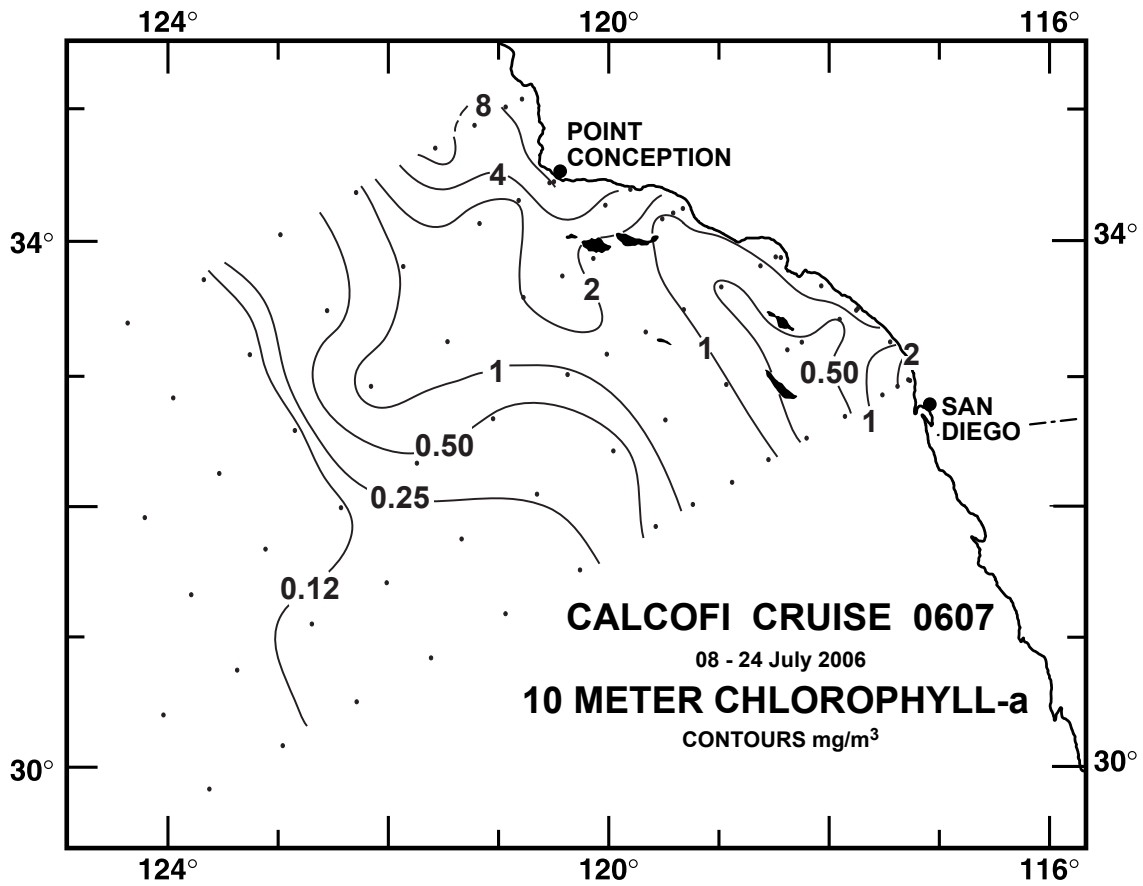 124° 120° 116°
8
POINT
CONCEPTION
4
34° 34°
2
1
2
1
0.50
1
SAN
DIEGO
0.50
0.25
0.12
CALCOFI CRUISE 0607
08 - 24 July 2006
10 METER CHLOROPHYLL-a
CONTOURS mg/m³
30° 30°
124° 120° 116°